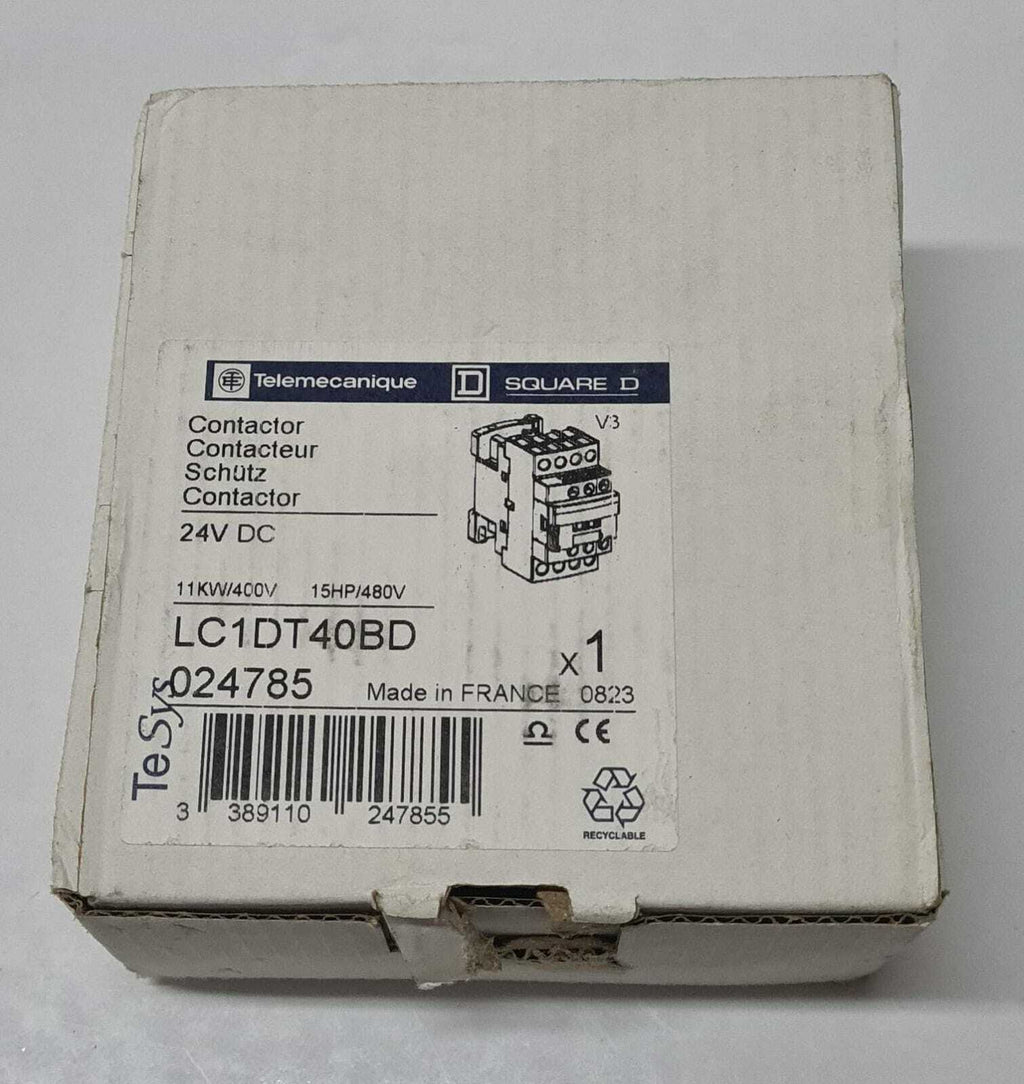 Telemecanique D SQUARE D
Contactor
Contacteur
Schütz
Contactor
V3
24V DC
11KW/400V 15HP/480V
LC1DT40BD
x1
024785 Made in FRANCE 0823
TeSys
CE
3 389110 247855
RECYCLABLE